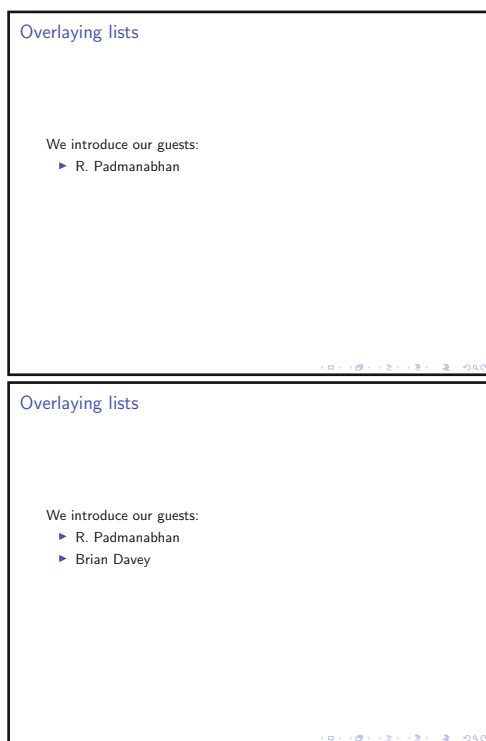 Overlaying lists
We introduce our guests:
▶ R. Padmanabhan
Overlaying lists
We introduce our guests:
▶ R. Padmanabhan
▶ Brian Davey